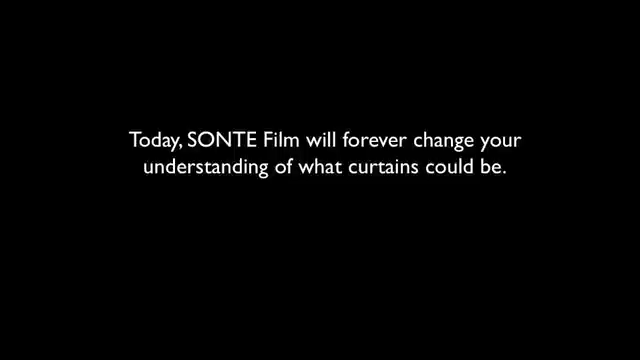 Today, SONTE Film will forever change your
understanding of what curtains could be.